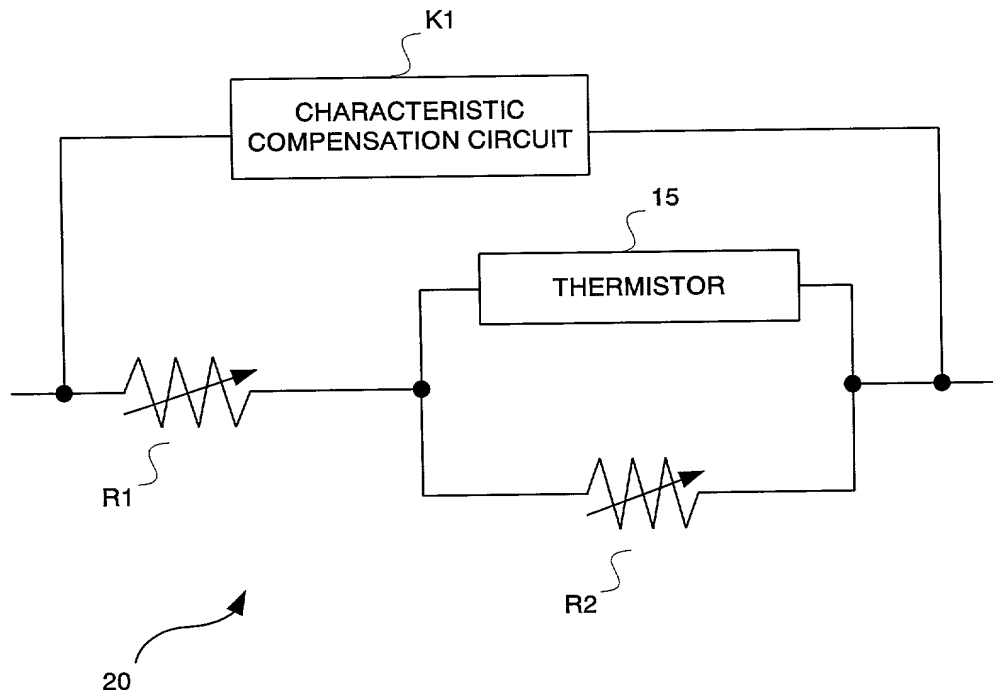 K1
CHARACTERISTIC
COMPENSATION CIRCUIT
15
THERMISTOR
R1
R2
20